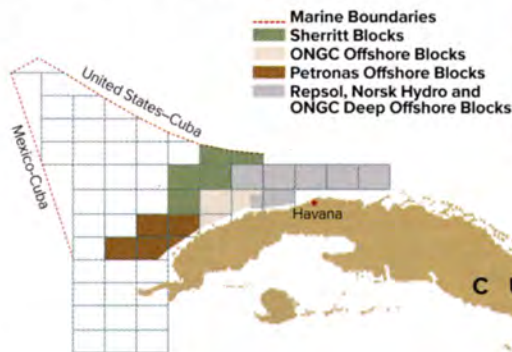 Marine Boundaries
Sherritt Blocks
ONGC Offshore Blocks
Petronas Offshore Blocks
Repsol, Norsk Hydro and
ONGC Deep Offshore Blocks
United States–Cuba
Mexico-Cuba
Havana
C U